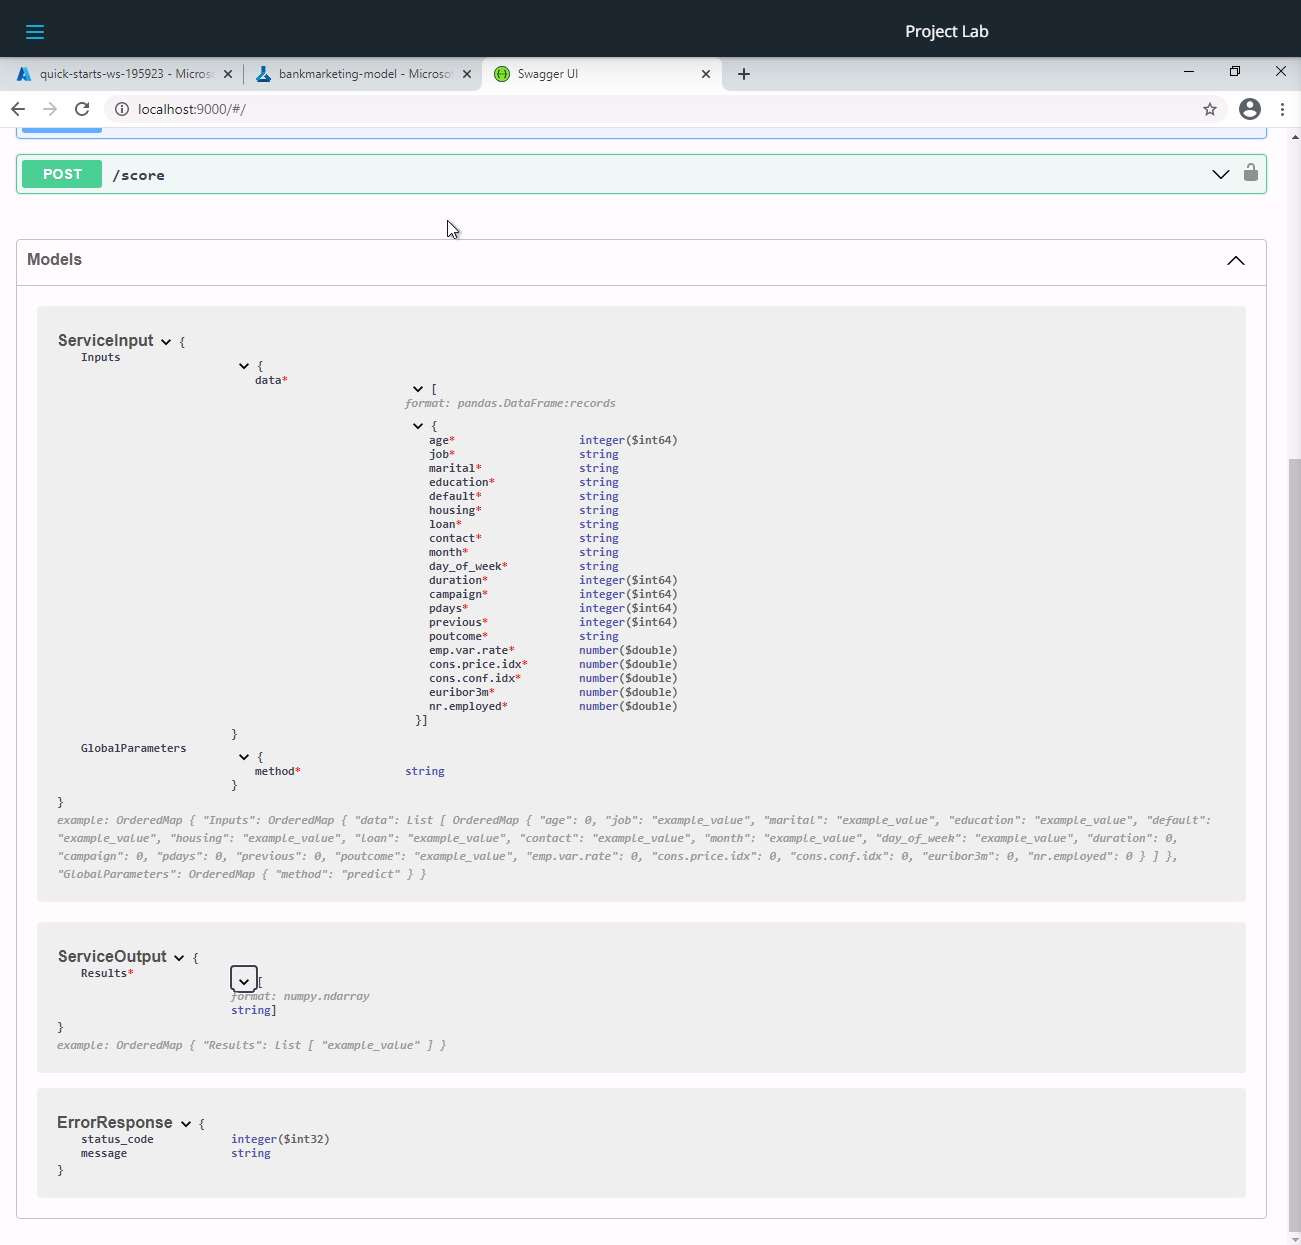 Project Lab
quick-starts-ws-195923 - Micros
bankmarketing-model - Microsof
Swagger UI
localhost:9000/#/
POST /score
Models
ServiceInput {
Inputs
{
data*
[
format: pandas.DataFrame:records
{
age* integer($int64)
job* string
marital* string
education* string
default* string
housing* string
loan* string
contact* string
month* string
day_of_week* string
duration* integer($int64)
campaign* integer($int64)
pdays* integer($int64)
previous* integer($int64)
poutcome* string
emp.var.rate* number($double)
cons.price.idx* number($double)
cons.conf.idx* number($double)
euribor3m* number($double)
nr.employed* number($double)
}]
}
GlobalParameters
{
method* string
}
}
example: OrderedMap { "Inputs": OrderedMap { "data": List [ OrderedMap { "age": 0, "job": "example_value", "marital": "example_value", "education": "example_value", "default":
"example_value", "housing": "example_value", "loan": "example_value", "contact": "example_value", "month": "example_value", "day_of_week": "example_value", "duration": 0,
"campaign": 0, "pdays": 0, "previous": 0, "poutcome": "example_value", "emp.var.rate": 0, "cons.price.idx": 0, "cons.conf.idx": 0, "euribor3m": 0, "nr.employed": 0 } ] },
"GlobalParameters": OrderedMap { "method": "predict" } }
ServiceOutput {
Results*
[
format: numpy.ndarray
string]
}
example: OrderedMap { "Results": List [ "example_value" ] }
ErrorResponse {
status_code integer($int32)
message string
}